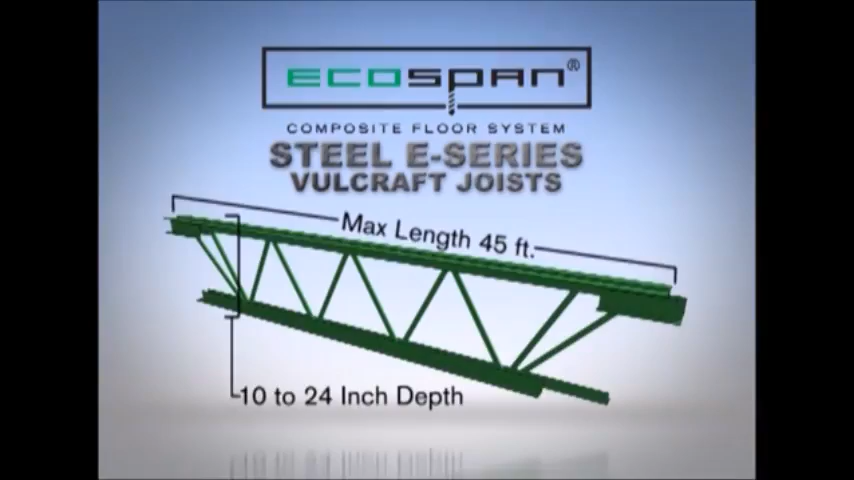 ECOSPAN®
COMPOSITE FLOOR SYSTEM
STEEL E-SERIES
VULCRAFT JOISTS
Max Length 45 ft.
10 to 24 Inch Depth